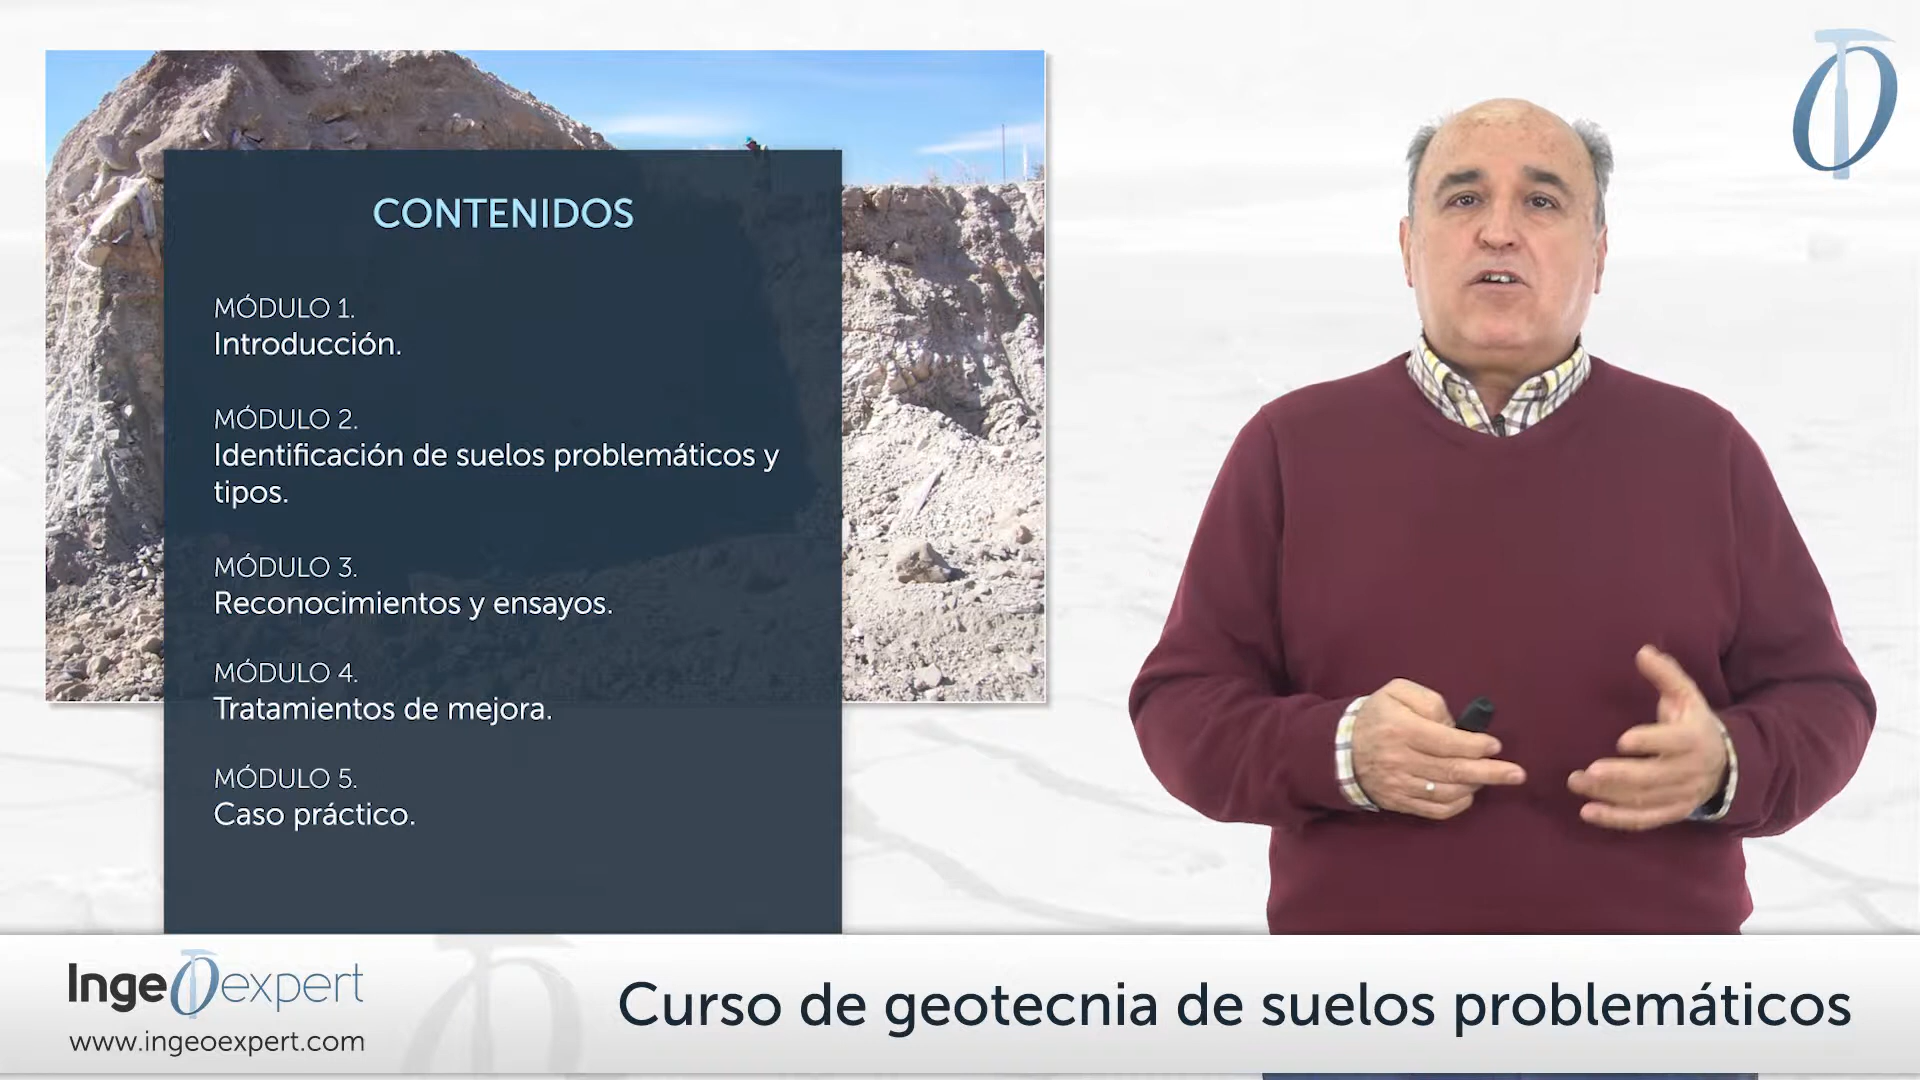 CONTENIDOS
MÓDULO 1.
Introducción.
MÓDULO 2.
Identificación de suelos problemáticos y
tipos.
MÓDULO 3.
Reconocimientos y ensayos.
MÓDULO 4.
Tratamientos de mejora.
MÓDULO 5.
Caso práctico.
IngeOexpert
www.ingeoexpert.com
Curso de geotecnia de suelos problemáticos